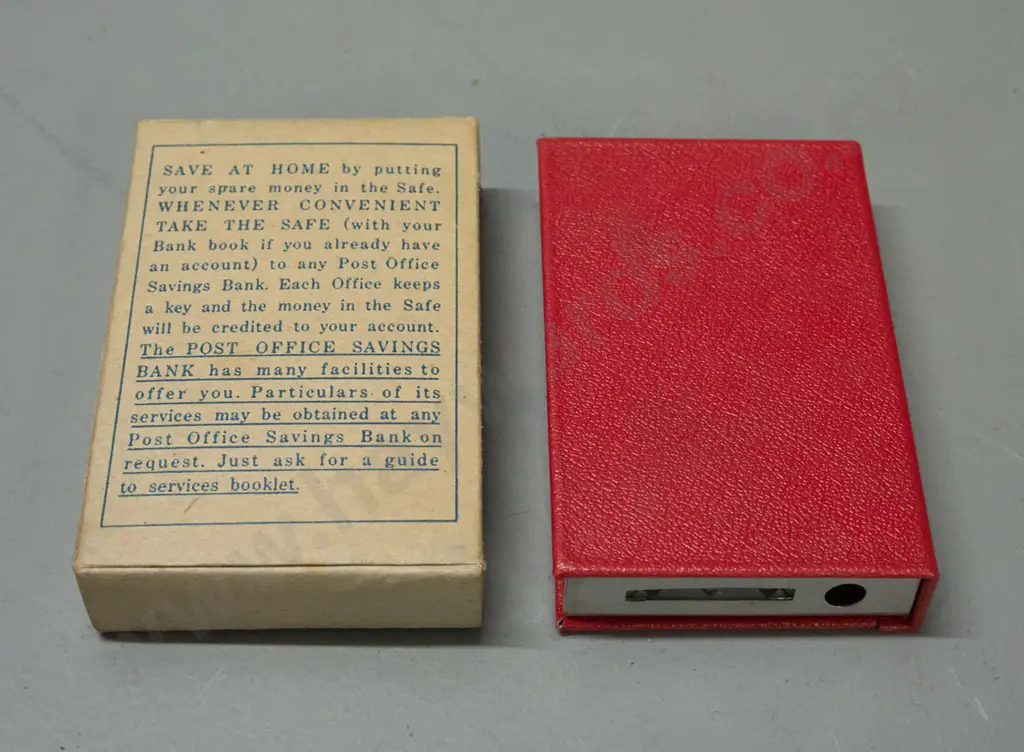 SAVE AT HOME by putting
your spare money in the Safe.
WHENEVER CONVENIENT
TAKE THE SAFE (with your
Bank book if you already have
an account) to any Post Office
Savings Bank. Each Office keeps
a key and the money in the Safe
will be credited to your account.
The POST OFFICE SAVINGS
BANK has many facilities to
offer you. Particulars of its
services may be obtained at any
Post Office Savings Bank on
request. Just ask for a guide
to services booklet.